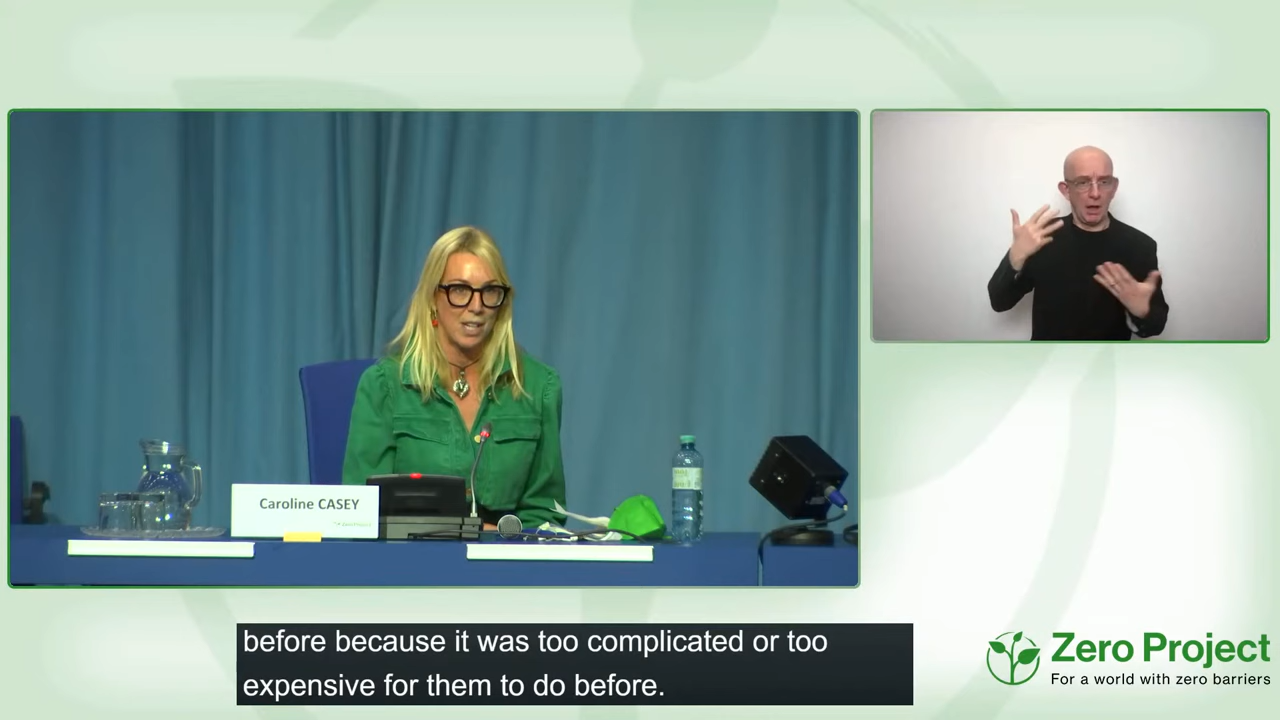 Caroline CASEY
before because it was too complicated or too
expensive for them to do before.
Zero Project
For a world with zero barriers